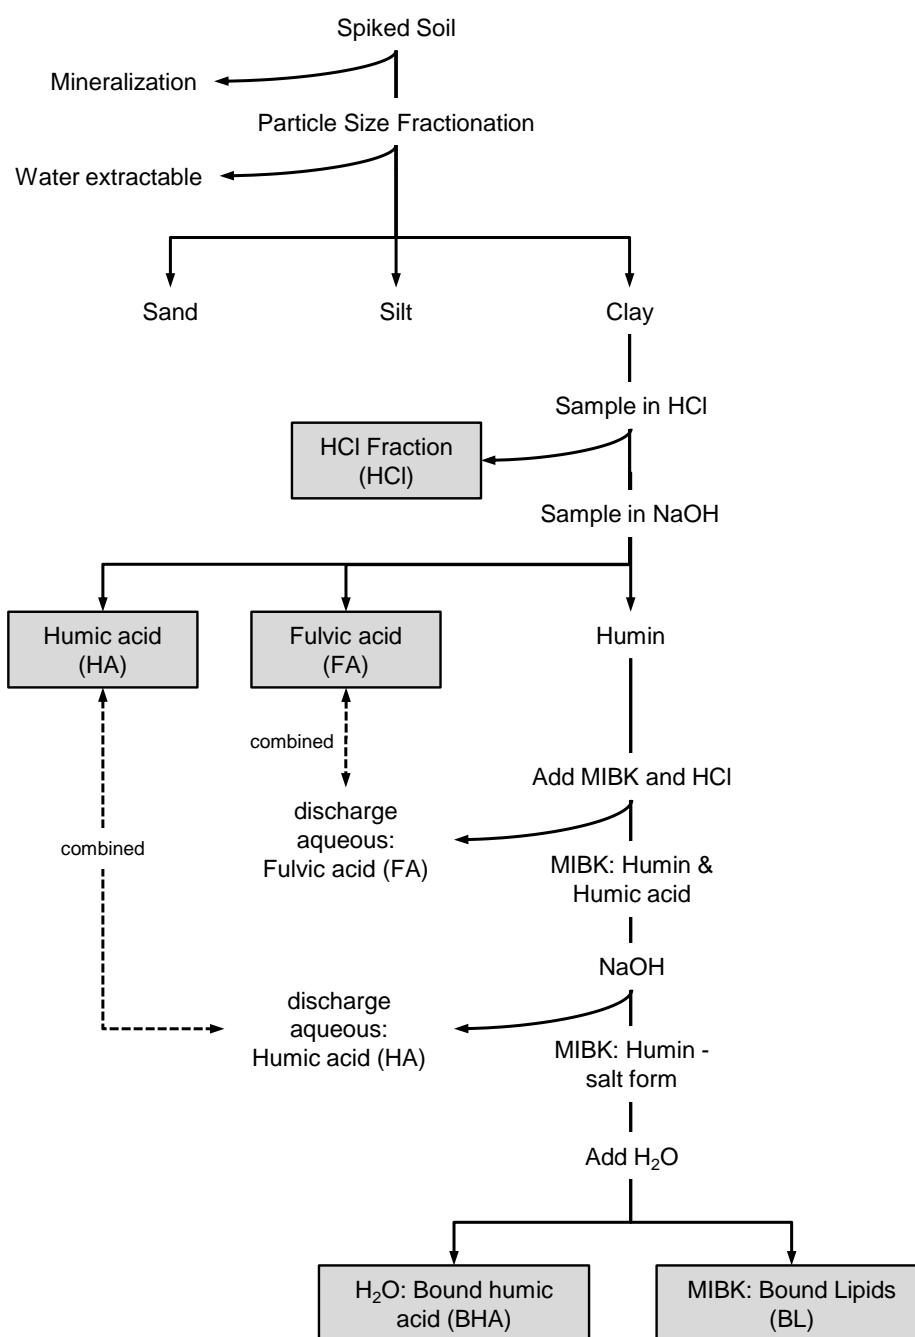 Spiked Soil
Mineralization
Particle Size Fractionation
Water extractable
Sand
Silt
Clay
Sample in HCl
HCl Fraction
(HCl)
Sample in NaOH
Humic acid
(HA)
Fulvic acid
(FA)
Humin
combined
Add MIBK and HCl
discharge
aqueous:
Fulvic acid (FA)
combined
MIBK: Humin &
Humic acid
NaOH
discharge
aqueous:
Humic acid (HA)
MIBK: Humin -
salt form
Add H₂O
H₂O: Bound humic
acid (BHA)
MIBK: Bound Lipids
(BL)